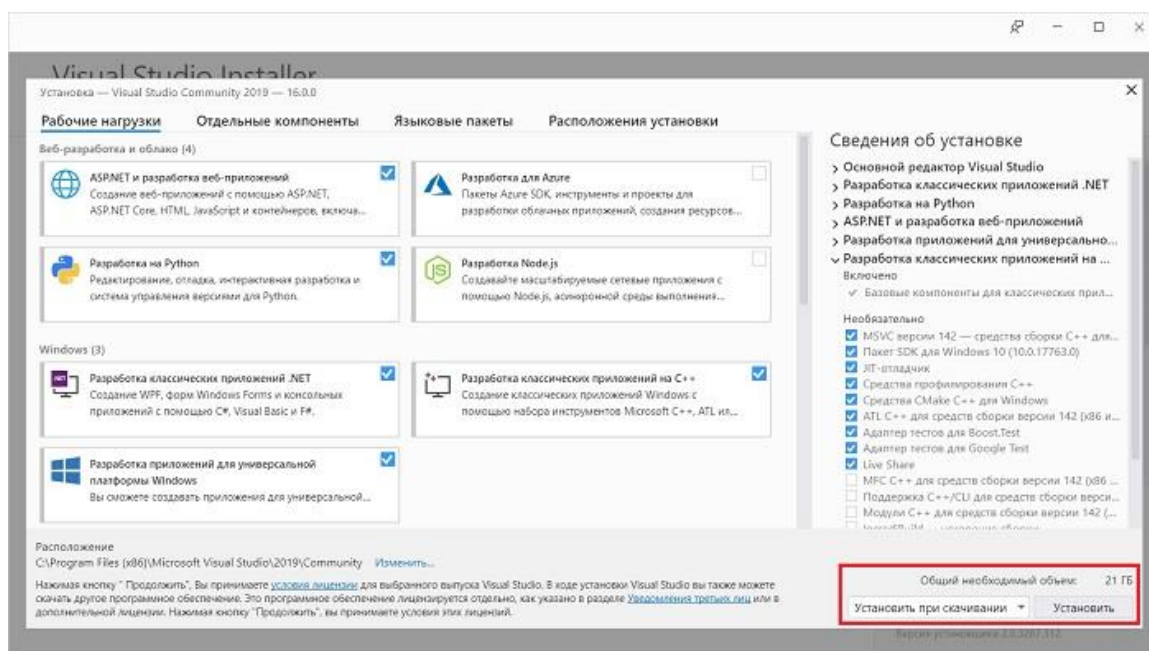 Visual Studio Installer
Установка — Visual Studio Community 2019 — 16.0.0
Рабочие нагрузки Отдельные компоненты Языковые пакеты Расположения установки
Веб-разработка и облако (4)
ASP.NET и разработка веб-приложений
Создание веб-приложений с помощью ASP.NET,
ASP.NET Core, HTML, JavaScript и контейнеров, включа...
Разработка для Azure
Пакеты Azure SDK, инструменты и проекты для
разработки облачных приложений, создания ресурсов...
Разработка на Python
Редактирование, отладка, интерактивная разработка и
система управления версиями для Python.
Разработка Node.js
Создавайте масштабируемые сетевые приложения с
помощью Node.js, асинхронной среды выполнения...
Windows (3)
Разработка классических приложений .NET
Создание WPF, форм Windows Forms и консольных
приложений с помощью C#, Visual Basic и F#.
Разработка классических приложений на C++
Создание классических приложений Windows с
помощью набора инструментов Microsoft C++, ATL ил...
Разработка приложений для универсальной
платформы Windows
Вы сможете создавать приложения для универсальной...
Сведения об установке
Основной редактор Visual Studio
Разработка классических приложений .NET
Разработка на Python
ASP.NET и разработка веб-приложений
Разработка приложений для универсально...
Разработка классических приложений на ...
Включено
Базовые компоненты для классических прил...
Необязательно
MSVC версии 142 — средства сборки C++ для...
Пакет SDK для Windows 10 (10.0.17763.0)
JIT-отладчик
Средства профилирования C++
Средства CMake C++ для Windows
ATL C++ для средств сборки версии 142 (x86 и...
Адаптер тестов для Boost.Test
Адаптер тестов для Google Test
Live Share
MFC C++ для средств сборки версии 142 (x86 ...
Поддержка C++/CLI для средств сборки верси...
Модули C++ для средств сборки версии 142 (...
Расположение
C:\Program Files (x86)\Microsoft Visual Studio\2019\Community Изменить...
Нажимая кнопку "Продолжить", Вы принимаете условия лицензии для выбранного выпуска Visual Studio. В ходе установки Visual Studio вы также можете
скачать другое программное обеспечение. Это программное обеспечение лицензируется отдельно, как указано в разделе Уведомления третьих лиц или в
дополнительной лицензии. Нажимая кнопку "Продолжить", вы принимаете условия этих лицензий.
Общий необходимый объем: 21 ГБ
Установить при скачивании Установить
Версия установщика 2.0.3287.312